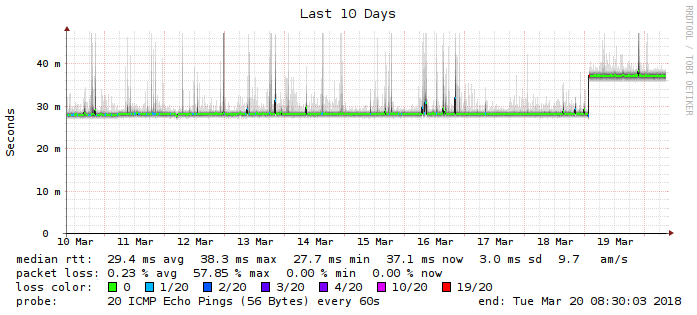 Last 10 Days
RRDTOOL / TOBI OETIKER
Seconds
40 m
30 m
20 m
10 m
0
10 Mar 11 Mar 12 Mar 13 Mar 14 Mar 15 Mar 16 Mar 17 Mar 18 Mar 19 Mar
median rtt: 29.4 ms avg 38.3 ms max 27.7 ms min 37.1 ms now 3.0 ms sd 9.7 am/s
packet loss: 0.23 % avg 57.85 % max 0.00 % min 0.00 % now
loss color: 0 1/20 2/20 3/20 4/20 10/20 19/20
probe: 20 ICMP Echo Pings (56 Bytes) every 60s end: Tue Mar 20 08:30:03 2018